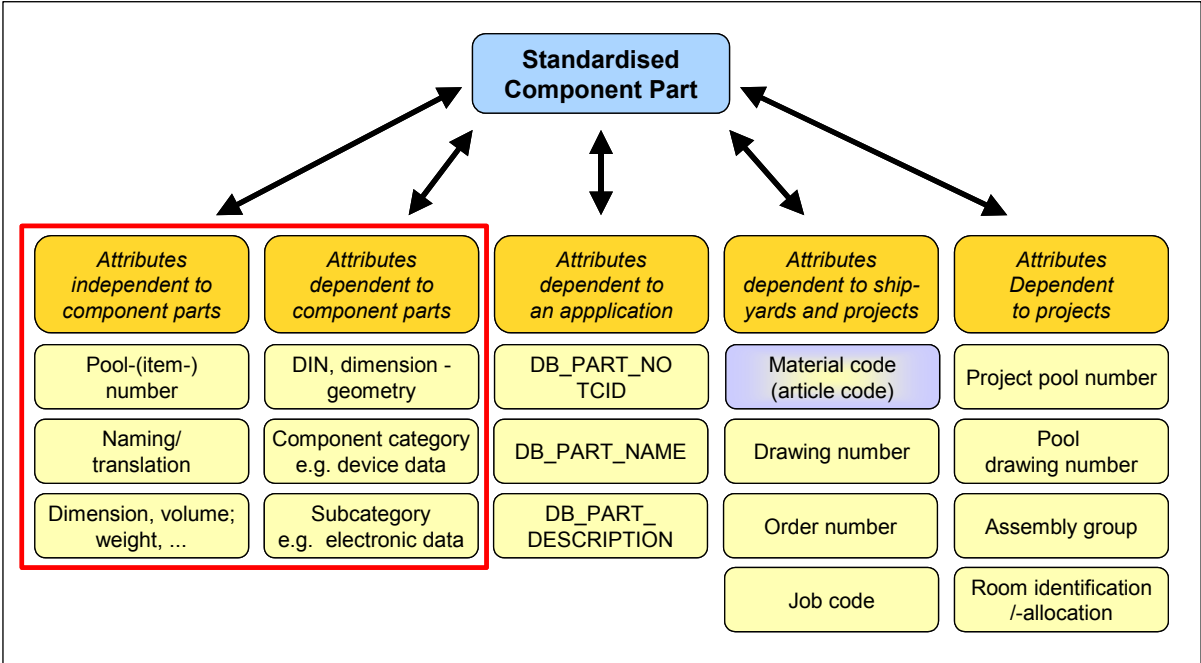 Standardised
Component Part
Attributes
independent to
component parts
Pool-(item-)
number
Naming/
translation
Dimension, volume;
weight, ...
Attributes
dependent to
component parts
DIN, dimension -
geometry
Component category
e.g. device data
Subcategory
e.g. electronic data
Attributes
dependent to
an appplication
DB_PART_NO
TCID
DB_PART_NAME
DB_PART_
DESCRIPTION
Attributes
dependent to ship-
yards and projects
Material code
(article code)
Drawing number
Order number
Job code
Attributes
Dependent
to projects
Project pool number
Pool
drawing number
Assembly group
Room identification
/-allocation